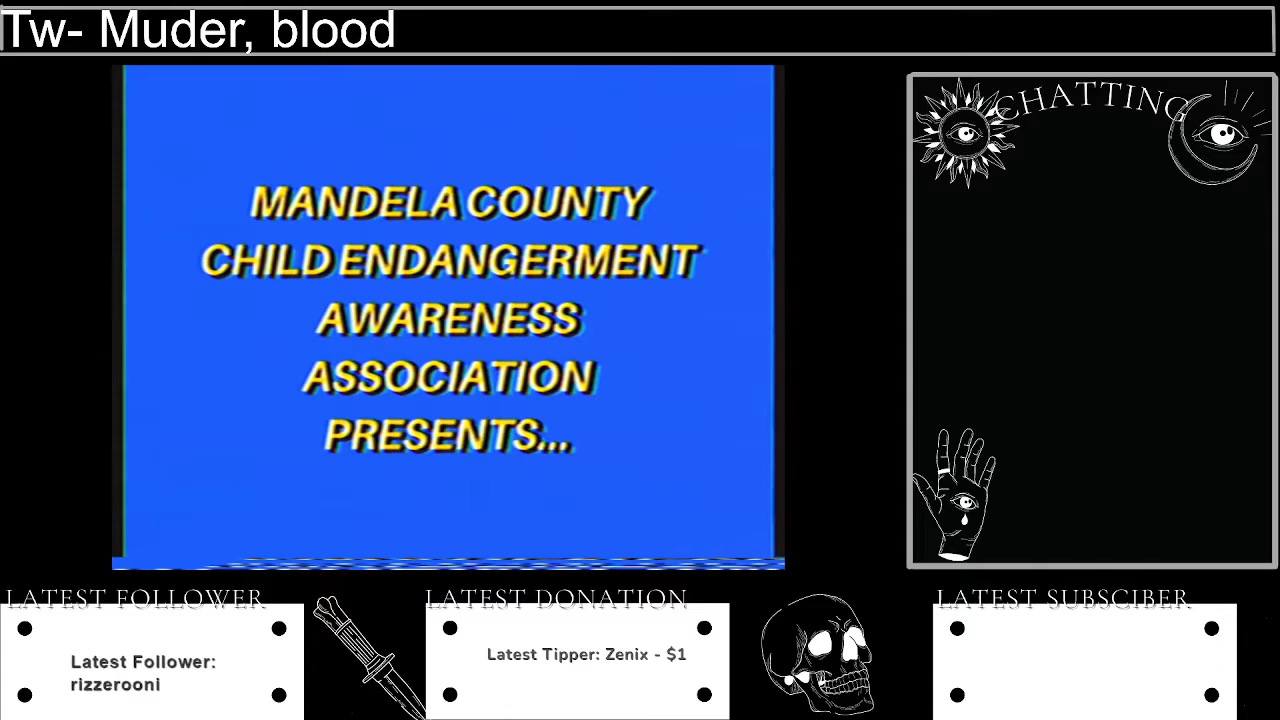 Tw- Muder, blood
MANDELA COUNTY
CHILD ENDANGERMENT
AWARENESS
ASSOCIATION
PRESENTS...
CHATTING
LATEST FOLLOWER
Latest Follower:
rizzerooni
LATEST DONATION
Latest Tipper: Zenix - $1
LATEST SUBSCIBER